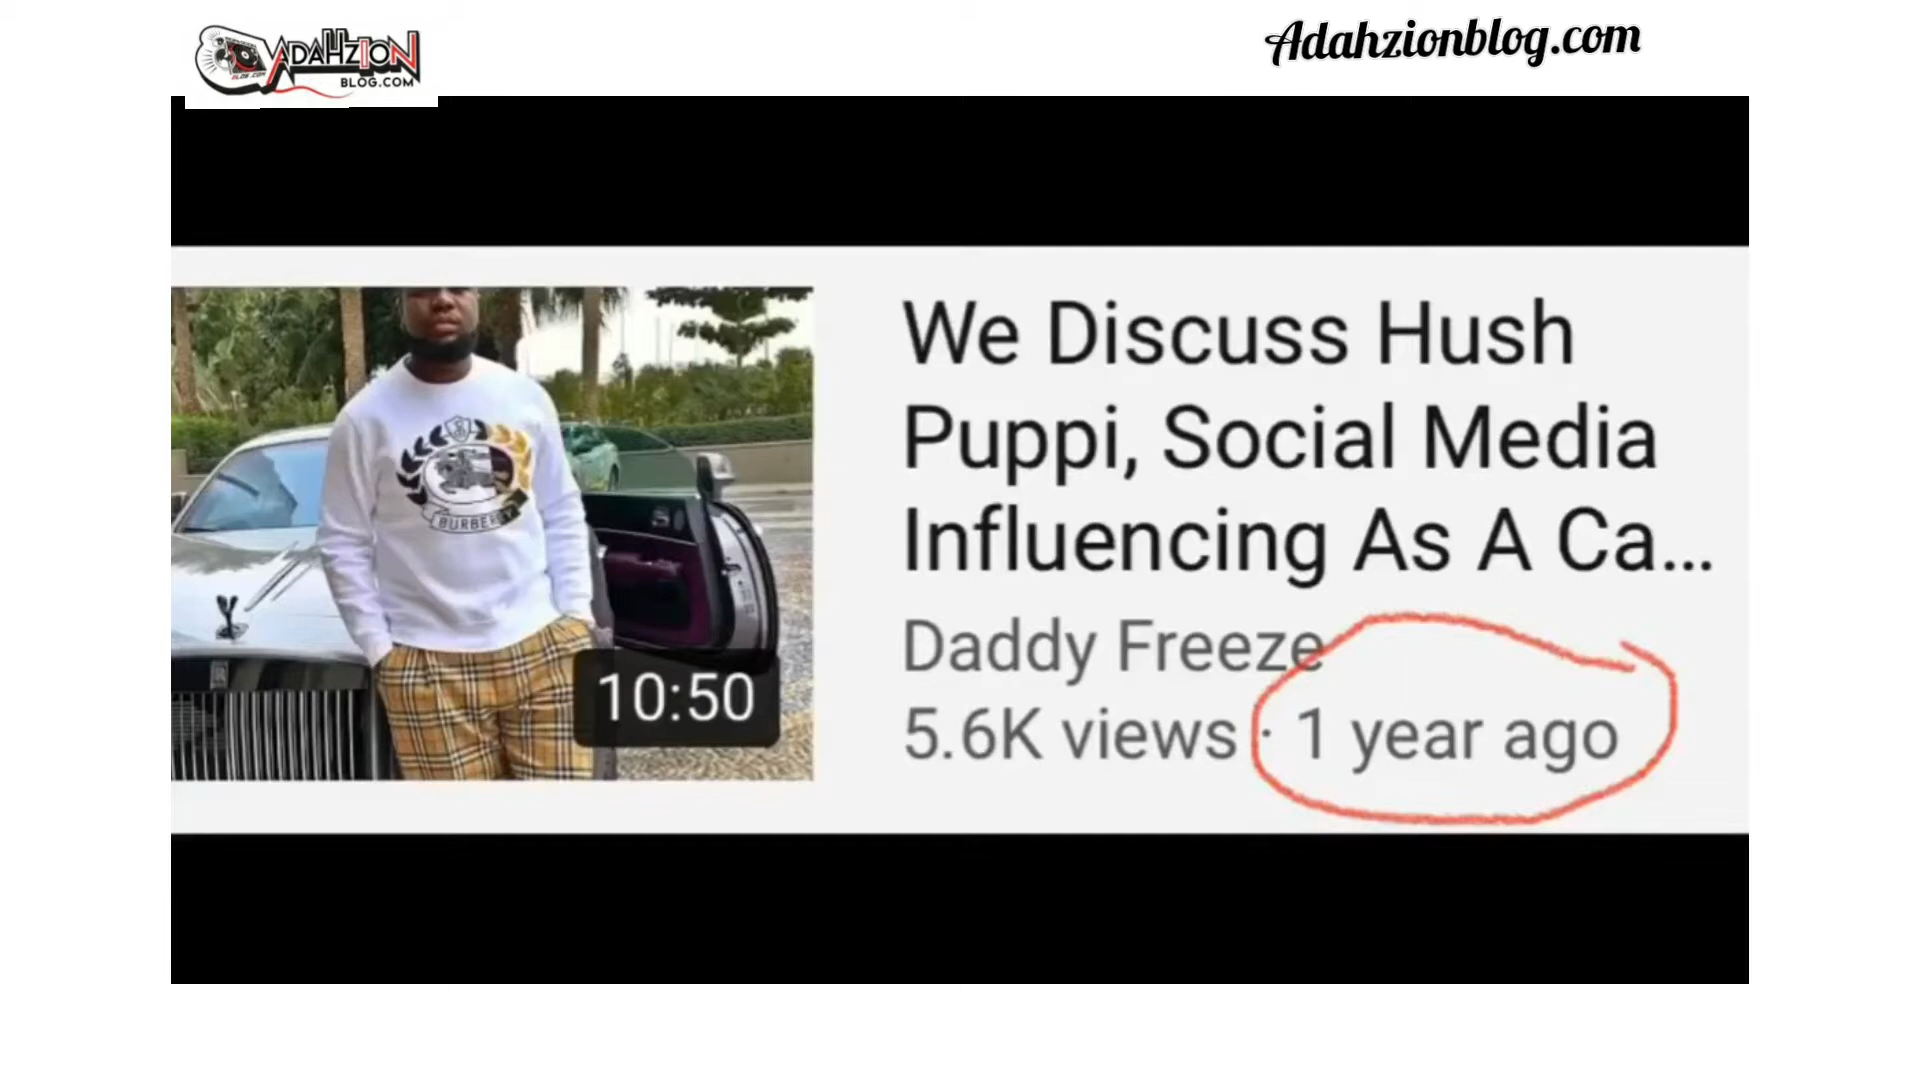 ADAHZION
BLOG.COM
Adahzionblog.com
We Discuss Hush
Puppi, Social Media
Influencing As A Ca...
Daddy Freeze
5.6K views · 1 year ago
10:50
BURBERRY